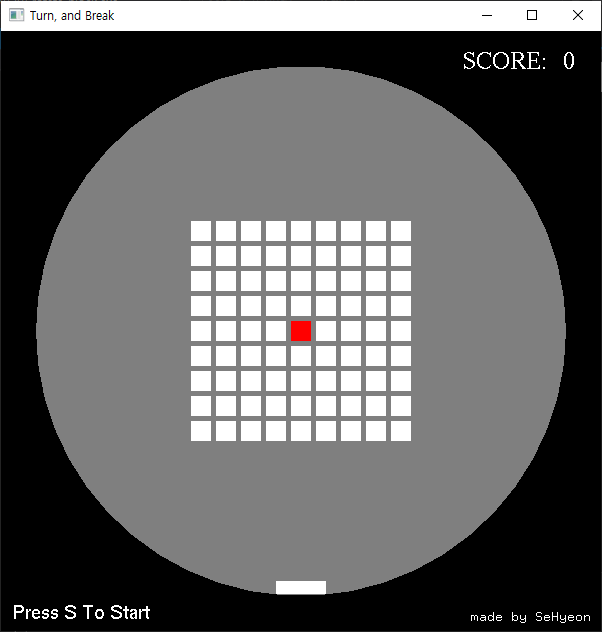 Turn, and Break
SCORE: 0
Press S To Start
made by SeHyeon